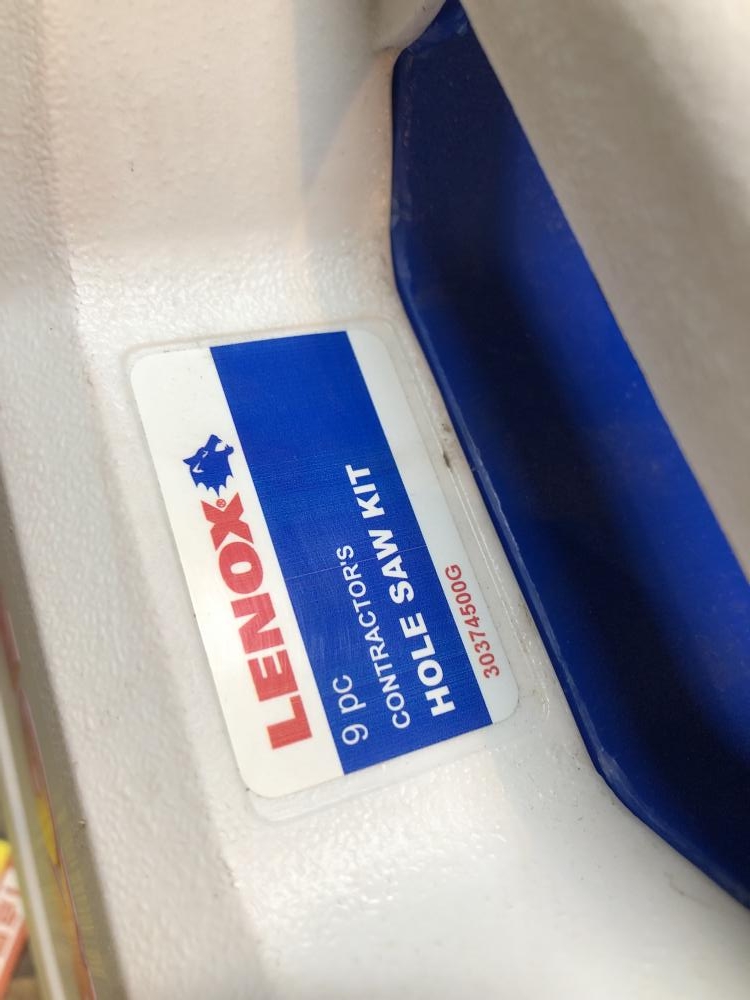 LENOX®
9 pc
CONTRACTOR'S
HOLE SAW KIT
30374500G